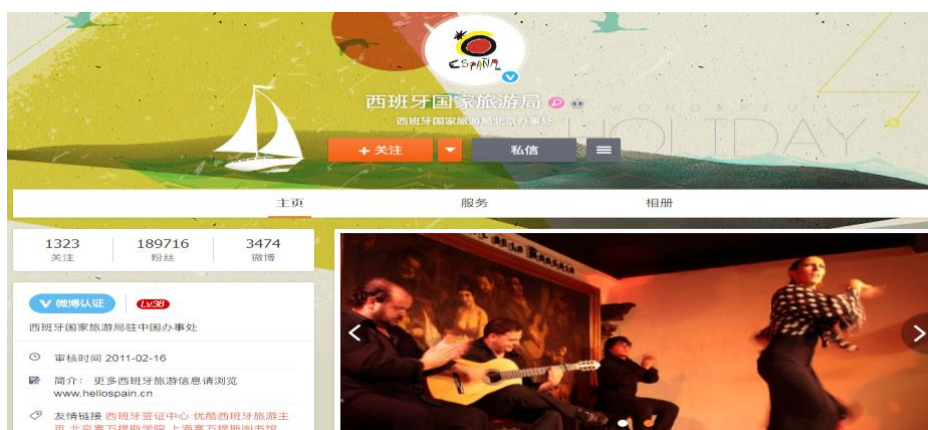 ESPAÑA
西班牙国家旅游局
西班牙国家旅游局北京办事处
WONDERFUL
HOLIDAY
+ 关注
私信
主页
服务
相册
1323
189716
3474
关注
粉丝
微博
V 微博认证
Lv38
西班牙国家旅游局驻中国办事处
审核时间 2011-02-16
简介： 更多西班牙旅游信息请浏览
www.hellospain.cn
友情链接 西班牙签证中心 优酷西班牙旅游主
页 北京塞万提斯学院 上海塞万提斯图书馆